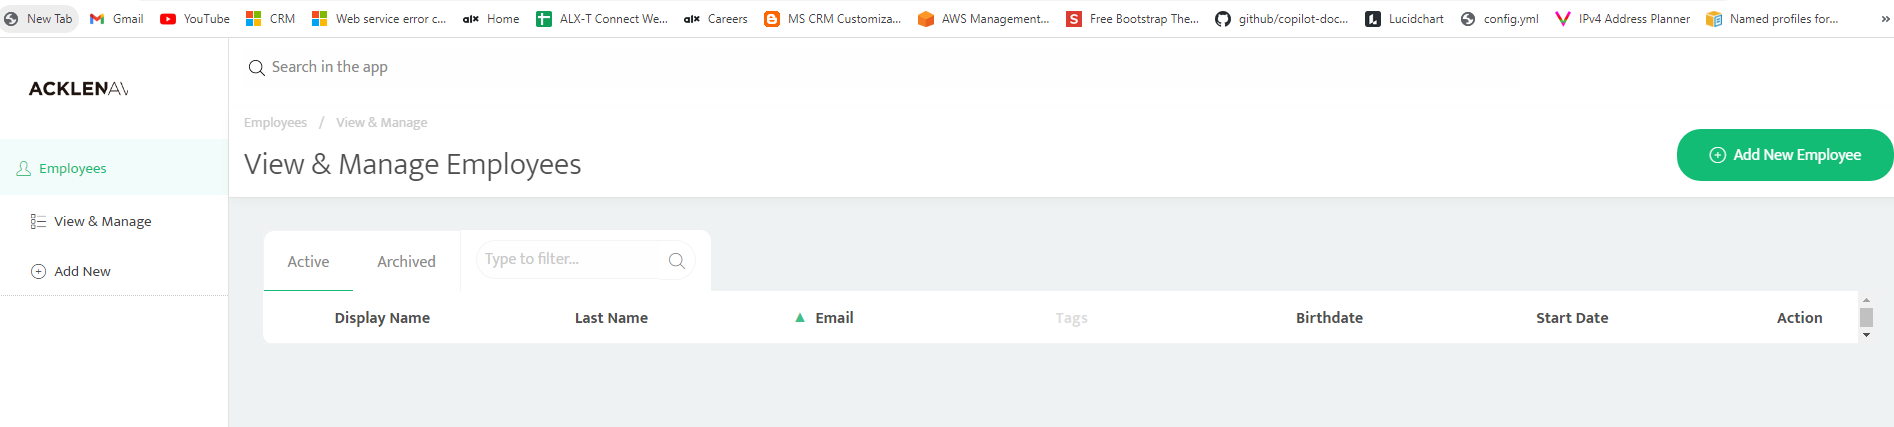 New Tab Gmail YouTube CRM Web service error c... alx Home ALX-T Connect We... alx Careers MS CRM Customiza... AWS Management... S Free Bootstrap The... github/copilot-doc... Lucidchart config.yml IPv4 Address Planner Named profiles for... »
Search in the app
ACKLENAV
Employees / View & Manage
View & Manage Employees
Add New Employee
Employees
View & Manage
Add New
Active Archived Type to filter...
Display Name Last Name ▲ Email Tags Birthdate Start Date Action